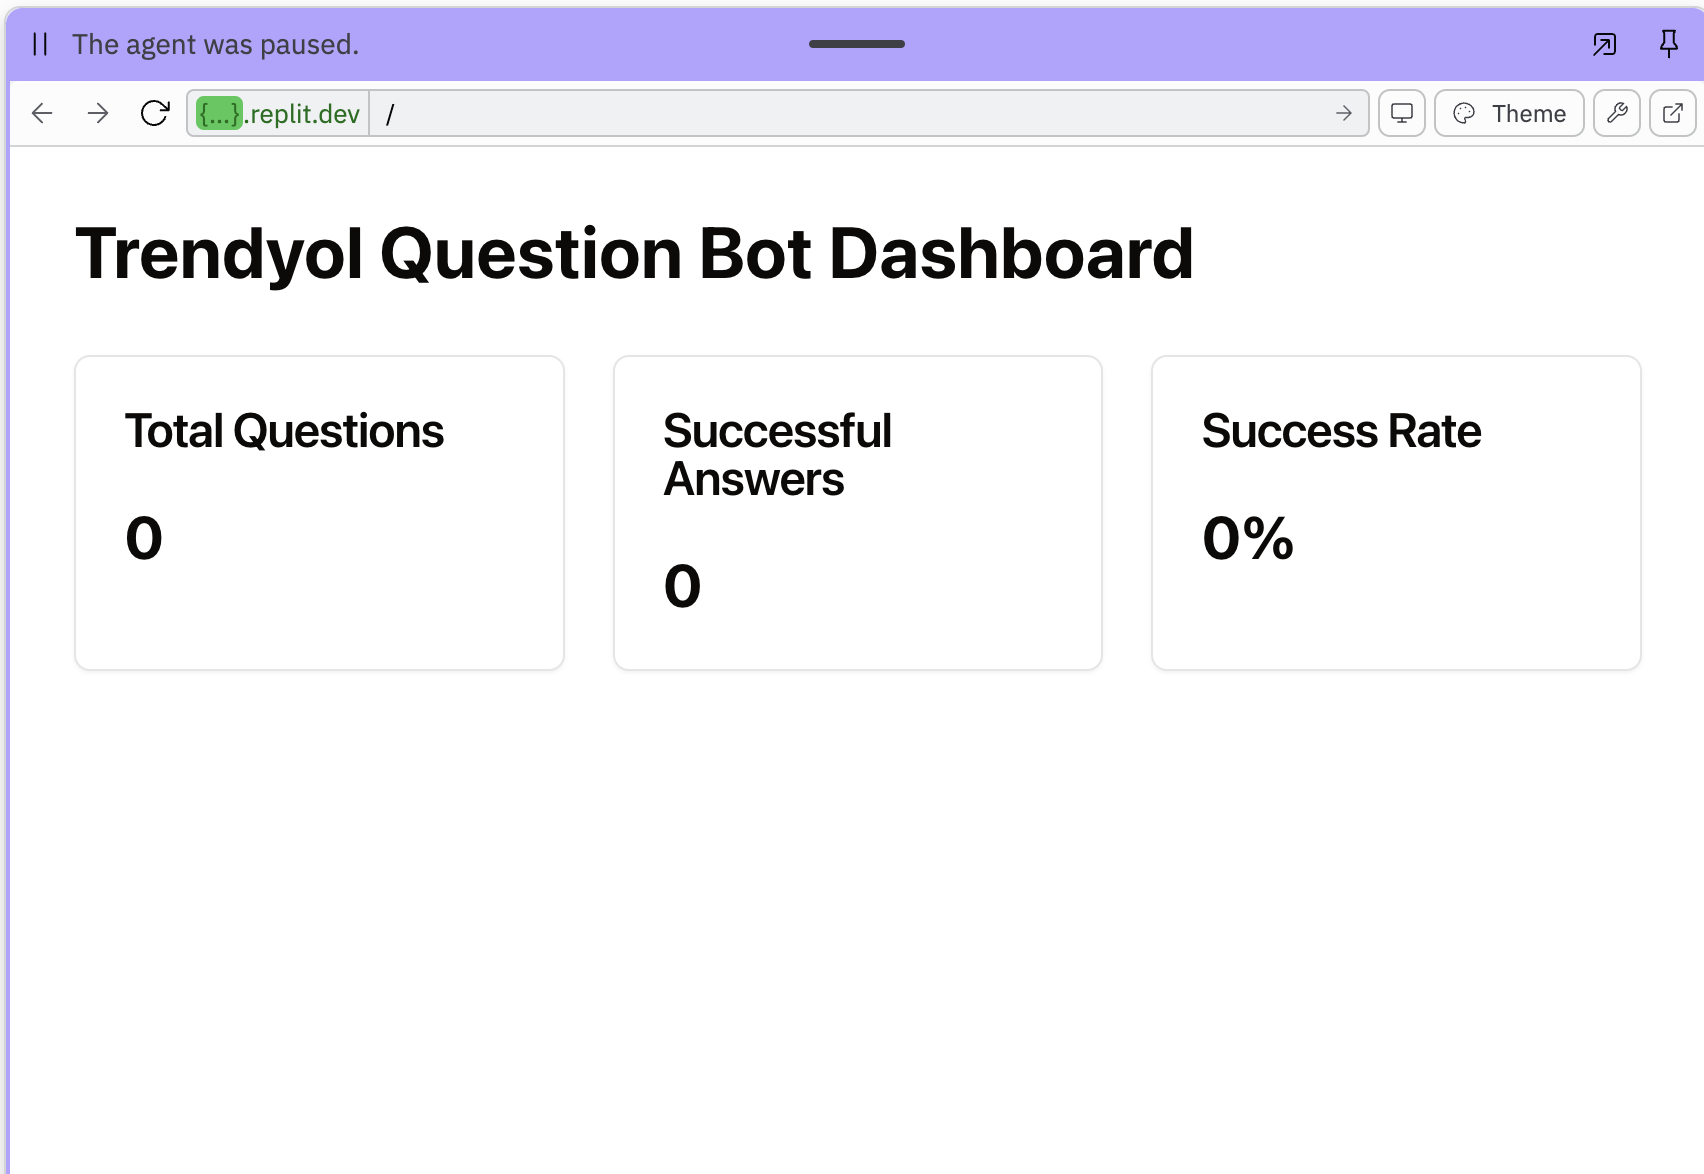 The agent was paused.
{...}.replit.dev /
Theme
Trendyol Question Bot Dashboard
Total Questions
0
Successful
Answers
0
Success Rate
0%